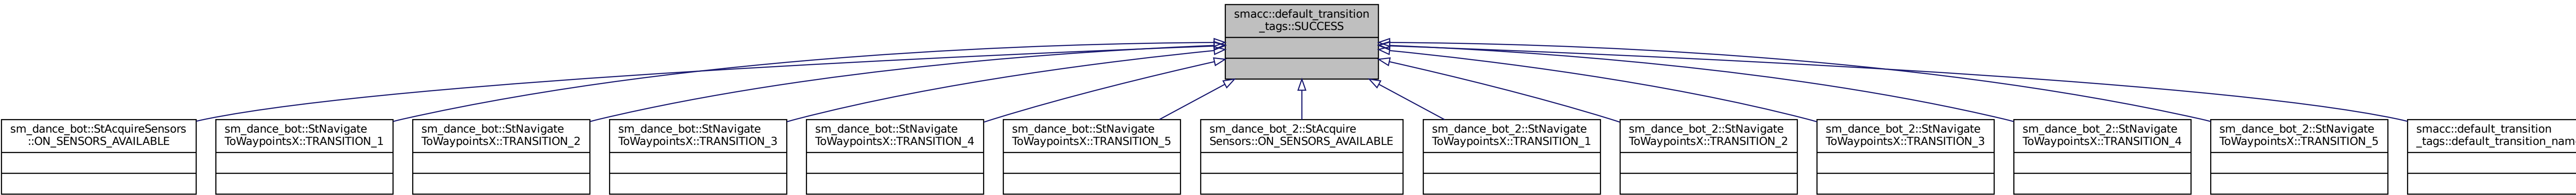 smacc::default_transition
_tags::SUCCESS
sm_dance_bot::StAcquireSensors
::ON_SENSORS_AVAILABLE
sm_dance_bot::StNavigate
ToWaypointsX::TRANSITION_1
sm_dance_bot::StNavigate
ToWaypointsX::TRANSITION_2
sm_dance_bot::StNavigate
ToWaypointsX::TRANSITION_3
sm_dance_bot::StNavigate
ToWaypointsX::TRANSITION_4
sm_dance_bot::StNavigate
ToWaypointsX::TRANSITION_5
sm_dance_bot_2::StAcquire
Sensors::ON_SENSORS_AVAILABLE
sm_dance_bot_2::StNavigate
ToWaypointsX::TRANSITION_1
sm_dance_bot_2::StNavigate
ToWaypointsX::TRANSITION_2
sm_dance_bot_2::StNavigate
ToWaypointsX::TRANSITION_3
sm_dance_bot_2::StNavigate
ToWaypointsX::TRANSITION_4
sm_dance_bot_2::StNavigate
ToWaypointsX::TRANSITION_5
smacc::default_transition
_tags::default_transition_nam